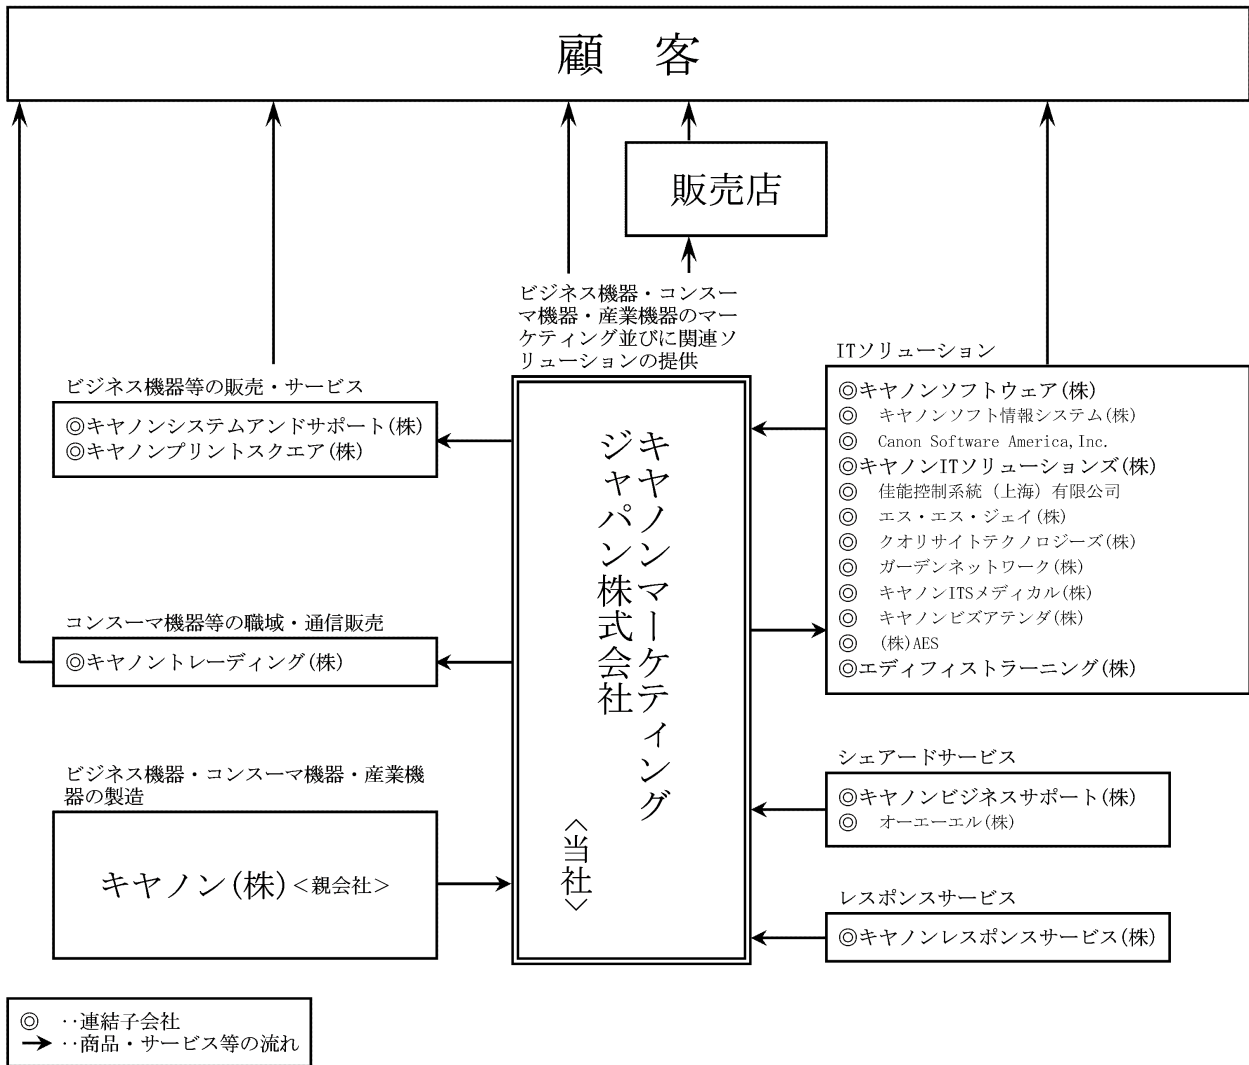 顧 客
販売店
ビジネス機器・コンスー
マ機器・産業機器のマー
ケティング並びに関連ソ
リューションの提供
ビジネス機器等の販売・サービス
◎キヤノンシステムアンドサポート(株)
◎キヤノンプリントスクエア(株)
コンスーマ機器等の職域・通信販売
◎キヤノントレーディング(株)
ビジネス機器・コンスーマ機器・産業機
器の製造
キヤノン(株)<親会社>
キヤノンマーケティング
ジャパン株式会社
〈当社〉
ITソリューション
◎キヤノンソフトウェア(株)
◎ キヤノンソフト情報システム(株)
◎ Canon Software America,Inc.
◎キヤノンITソリューションズ(株)
◎ 佳能控制系統（上海）有限公司
◎ エス・エス・ジェイ(株)
◎ クオリサイトテクノロジーズ(株)
◎ ガーデンネットワーク(株)
◎ キヤノンITSメディカル(株)
◎ キヤノンビズアテンダ(株)
◎ (株)AES
◎エディフィストラーニング(株)
シェアードサービス
◎キヤノンビジネスサポート(株)
◎ オーエーエル(株)
レスポンスサービス
◎キヤノンレスポンスサービス(株)
◎ ‥連結子会社
→ ‥商品・サービス等の流れ